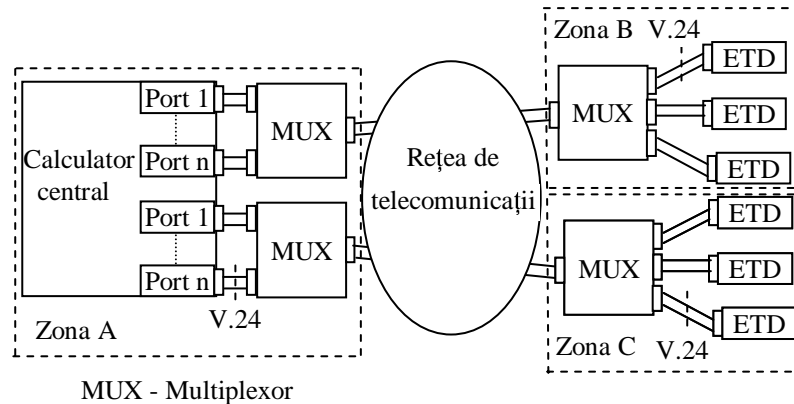 Zona A
Calculator
central
Port 1
Port n
Port 1
Port n
V.24
MUX
MUX
Rețea de
telecomunicații
Zona B
V.24
MUX
ETD
ETD
ETD
MUX
ETD
ETD
ETD
Zona C
V.24
MUX - Multiplexor